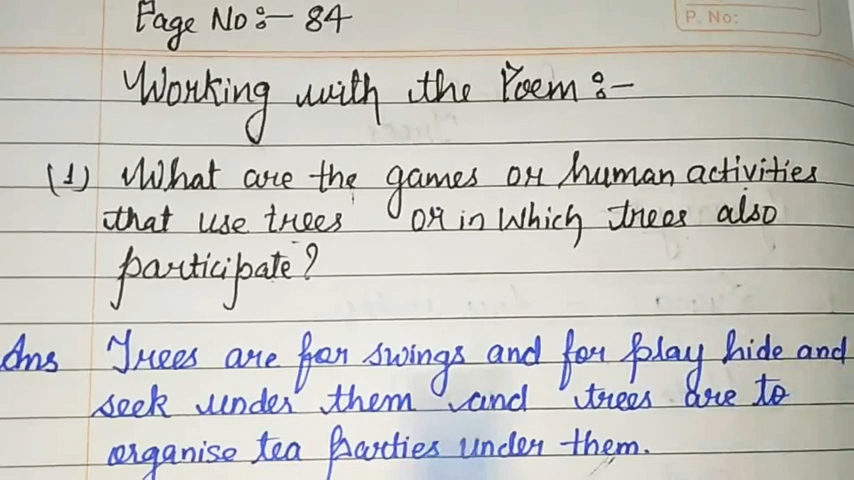 Page No :- 84
P. No:
Working with the Poem :-
(1) What are the games or human activities
that use trees or in which trees also
participate?
Ans Trees are for swings and for play hide and
seek under them and trees are to
organise tea parties under them.